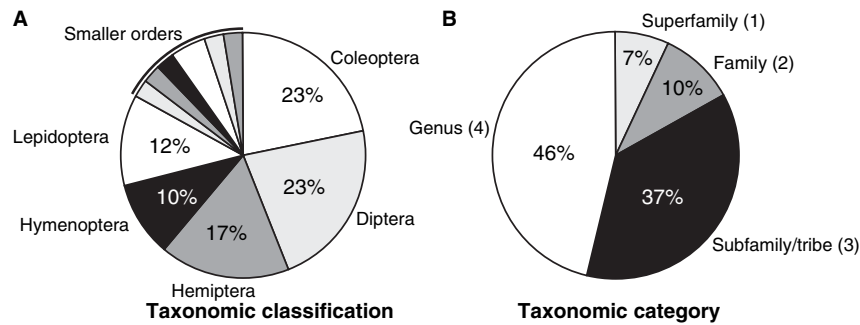 A
Smaller orders
Coleoptera
23%
Lepidoptera
12%
23%
10%
Hymenoptera
17%
Diptera
Hemiptera
Taxonomic classification
B
Superfamily (1)
7%
Family (2)
10%
Genus (4)
46%
37%
Subfamily/tribe (3)
Taxonomic category